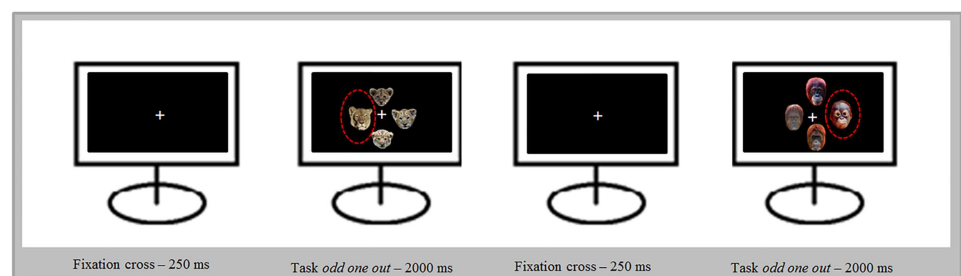 Fixation cross – 250 ms
Task odd one out – 2000 ms
Fixation cross – 250 ms
Task odd one out – 2000 ms